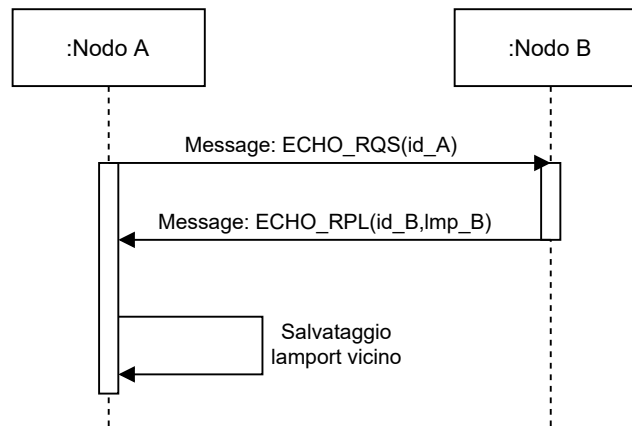 :Nodo A
:Nodo B
Message: ECHO_RQS(id_A)
Message: ECHO_RPL(id_B,lmp_B)
Salvataggio
lamport vicino